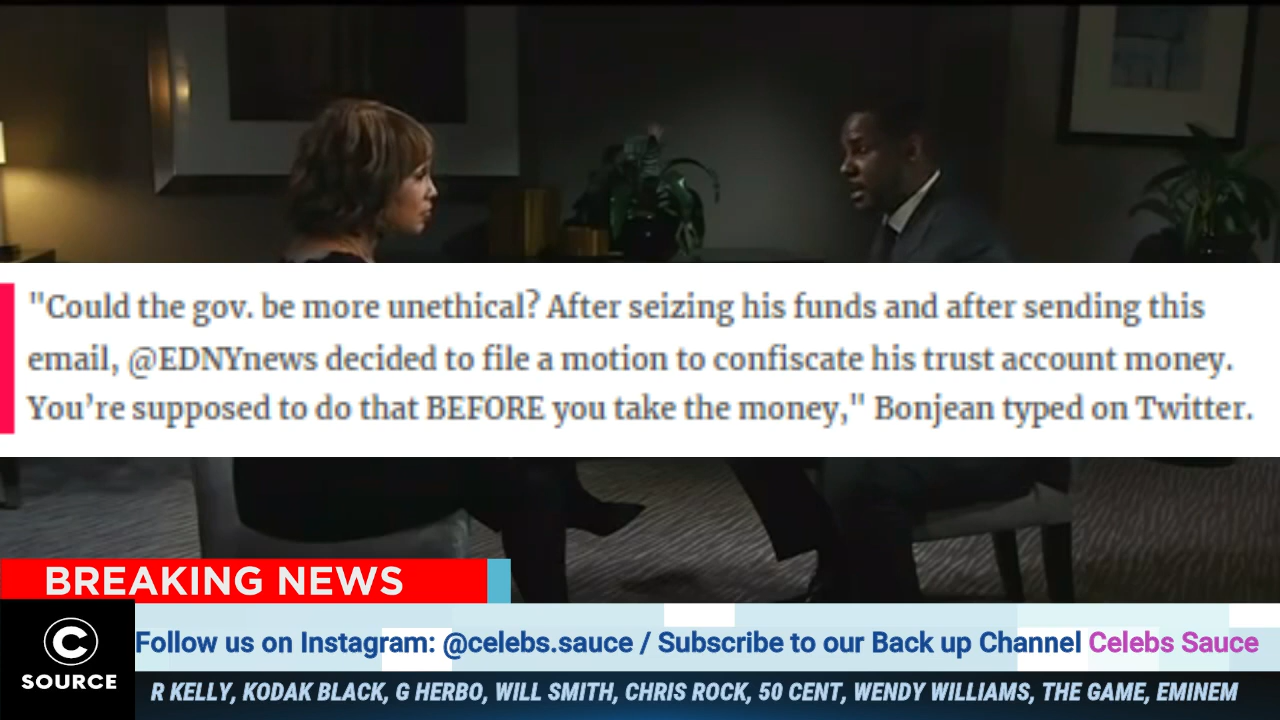 "Could the gov. be more unethical? After seizing his funds and after sending this
email, @EDNYnews decided to file a motion to confiscate his trust account money.
You’re supposed to do that BEFORE you take the money," Bonjean typed on Twitter.
BREAKING NEWS
Follow us on Instagram: @celebs.sauce / Subscribe to our Back up Channel Celebs Sauce
C
SOURCE
R KELLY, KODAK BLACK, G HERBO, WILL SMITH, CHRIS ROCK, 50 CENT, WENDY WILLIAMS, THE GAME, EMINEM